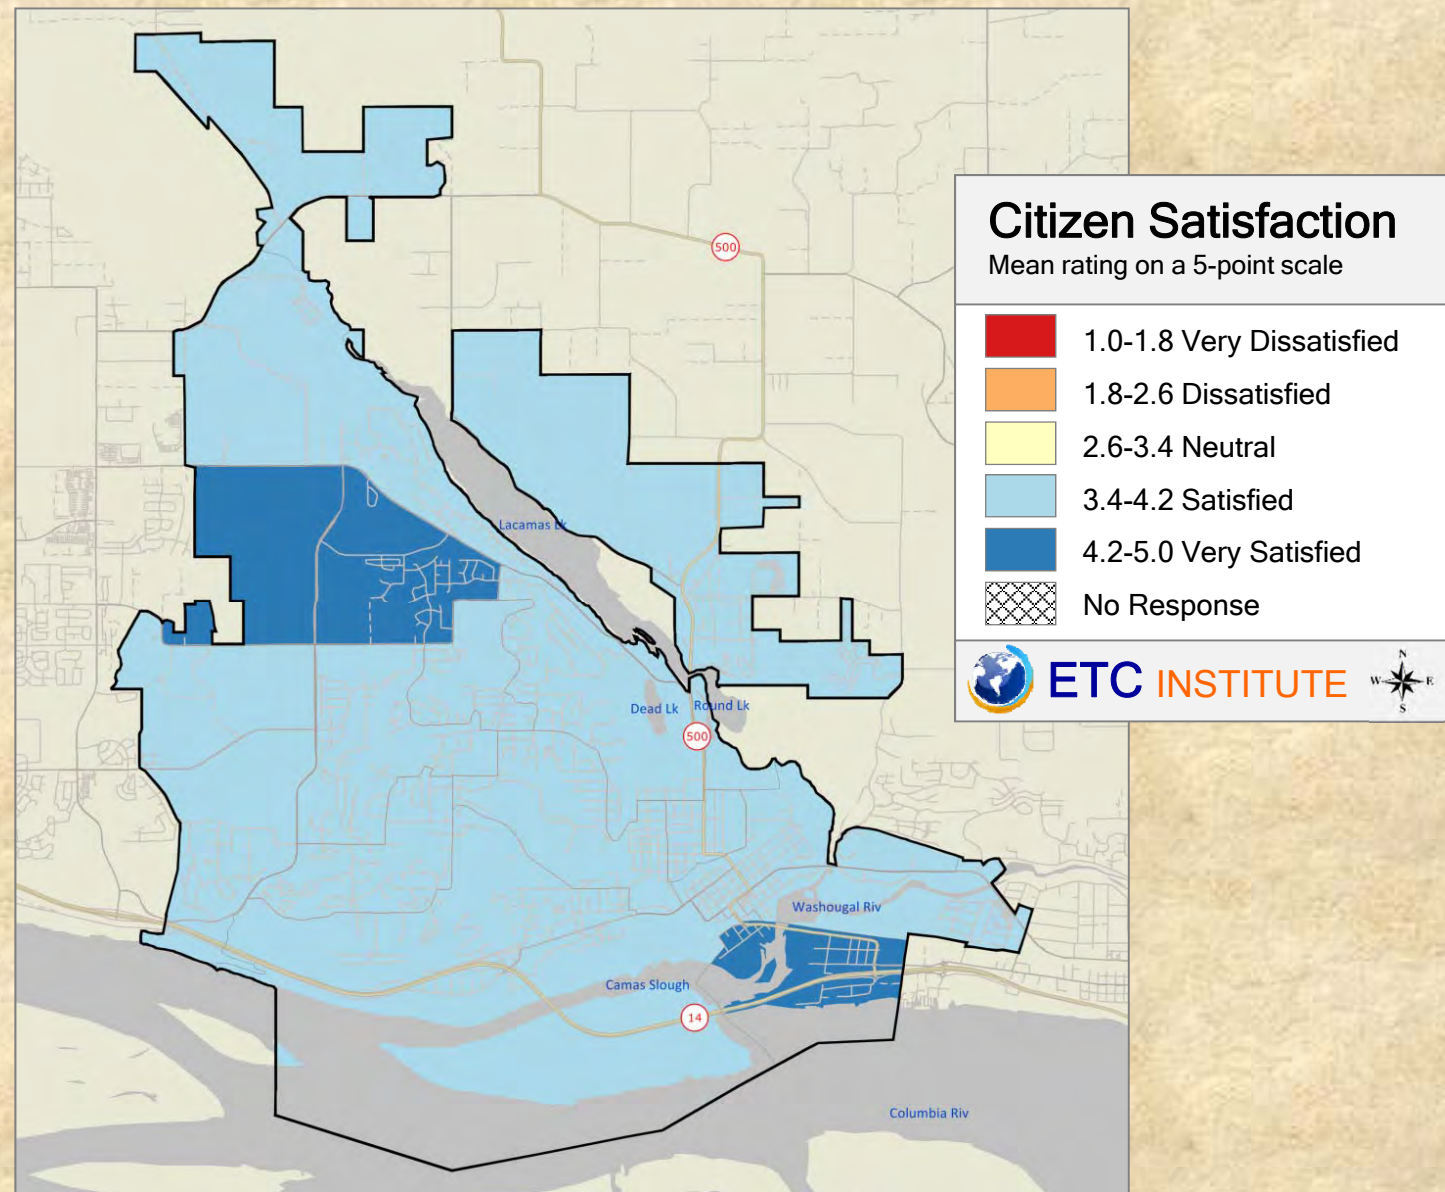 500
Citizen Satisfaction
Mean rating on a 5-point scale
1.0-1.8 Very Dissatisfied
1.8-2.6 Dissatisfied
2.6-3.4 Neutral
3.4-4.2 Satisfied
4.2-5.0 Very Satisfied
No Response
ETC INSTITUTE
N
W
E
S
Lacamas Lk
Dead Lk
Round Lk
500
Washougal Riv
Camas Slough
14
Columbia Riv